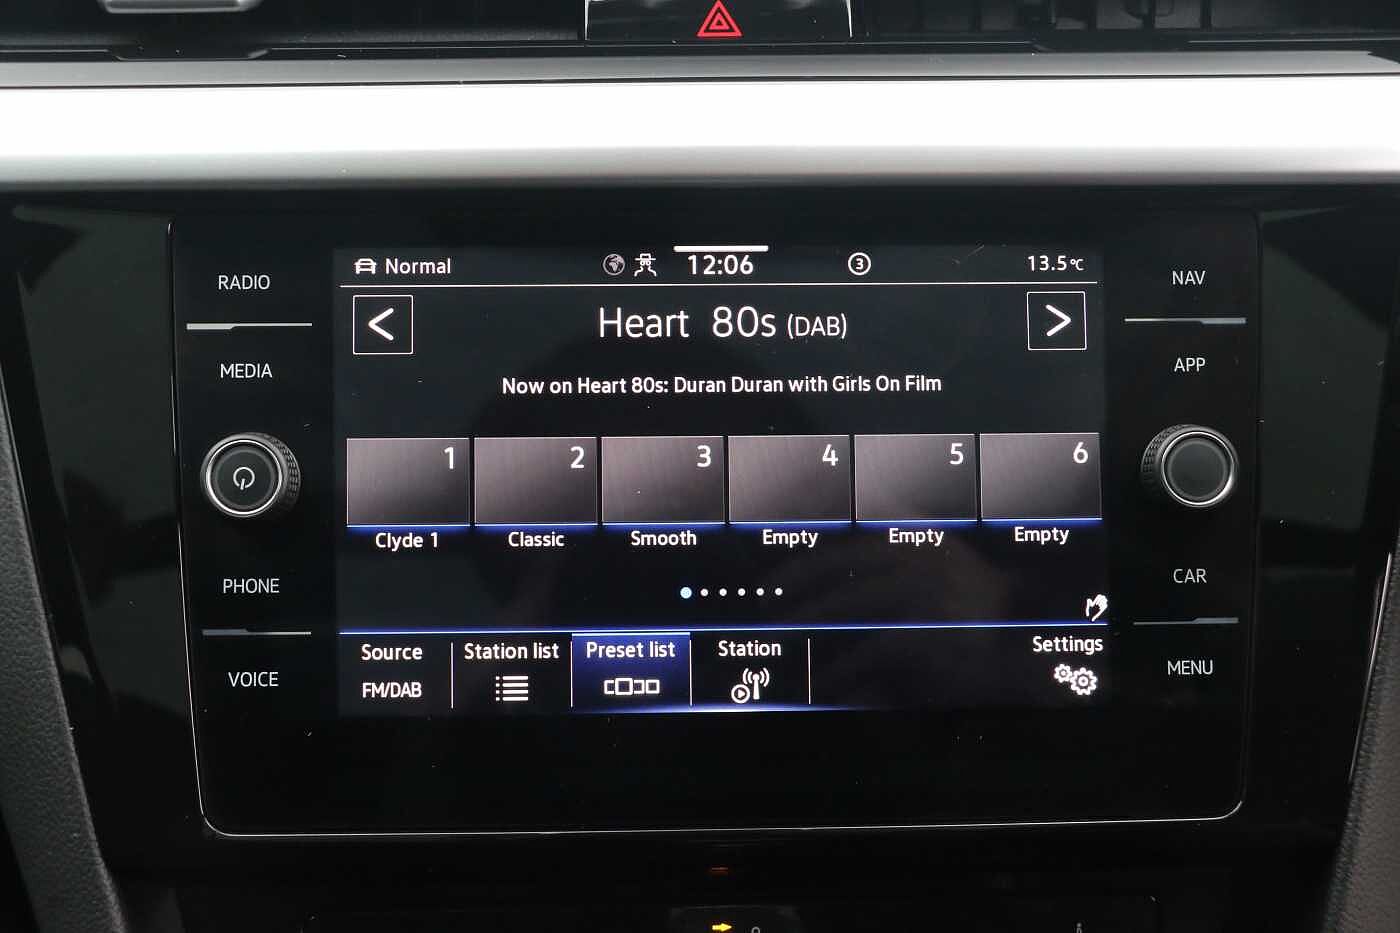 RADIO
MEDIA
PHONE
VOICE
Normal
12:06
3
13.5°C
Heart 80s (DAB)
Now on Heart 80s: Duran Duran with Girls On Film
1
2
3
4
5
6
Clyde 1
Classic
Smooth
Empty
Empty
Empty
Source
FM/DAB
Station list
Preset list
Station
Settings
NAV
APP
CAR
MENU